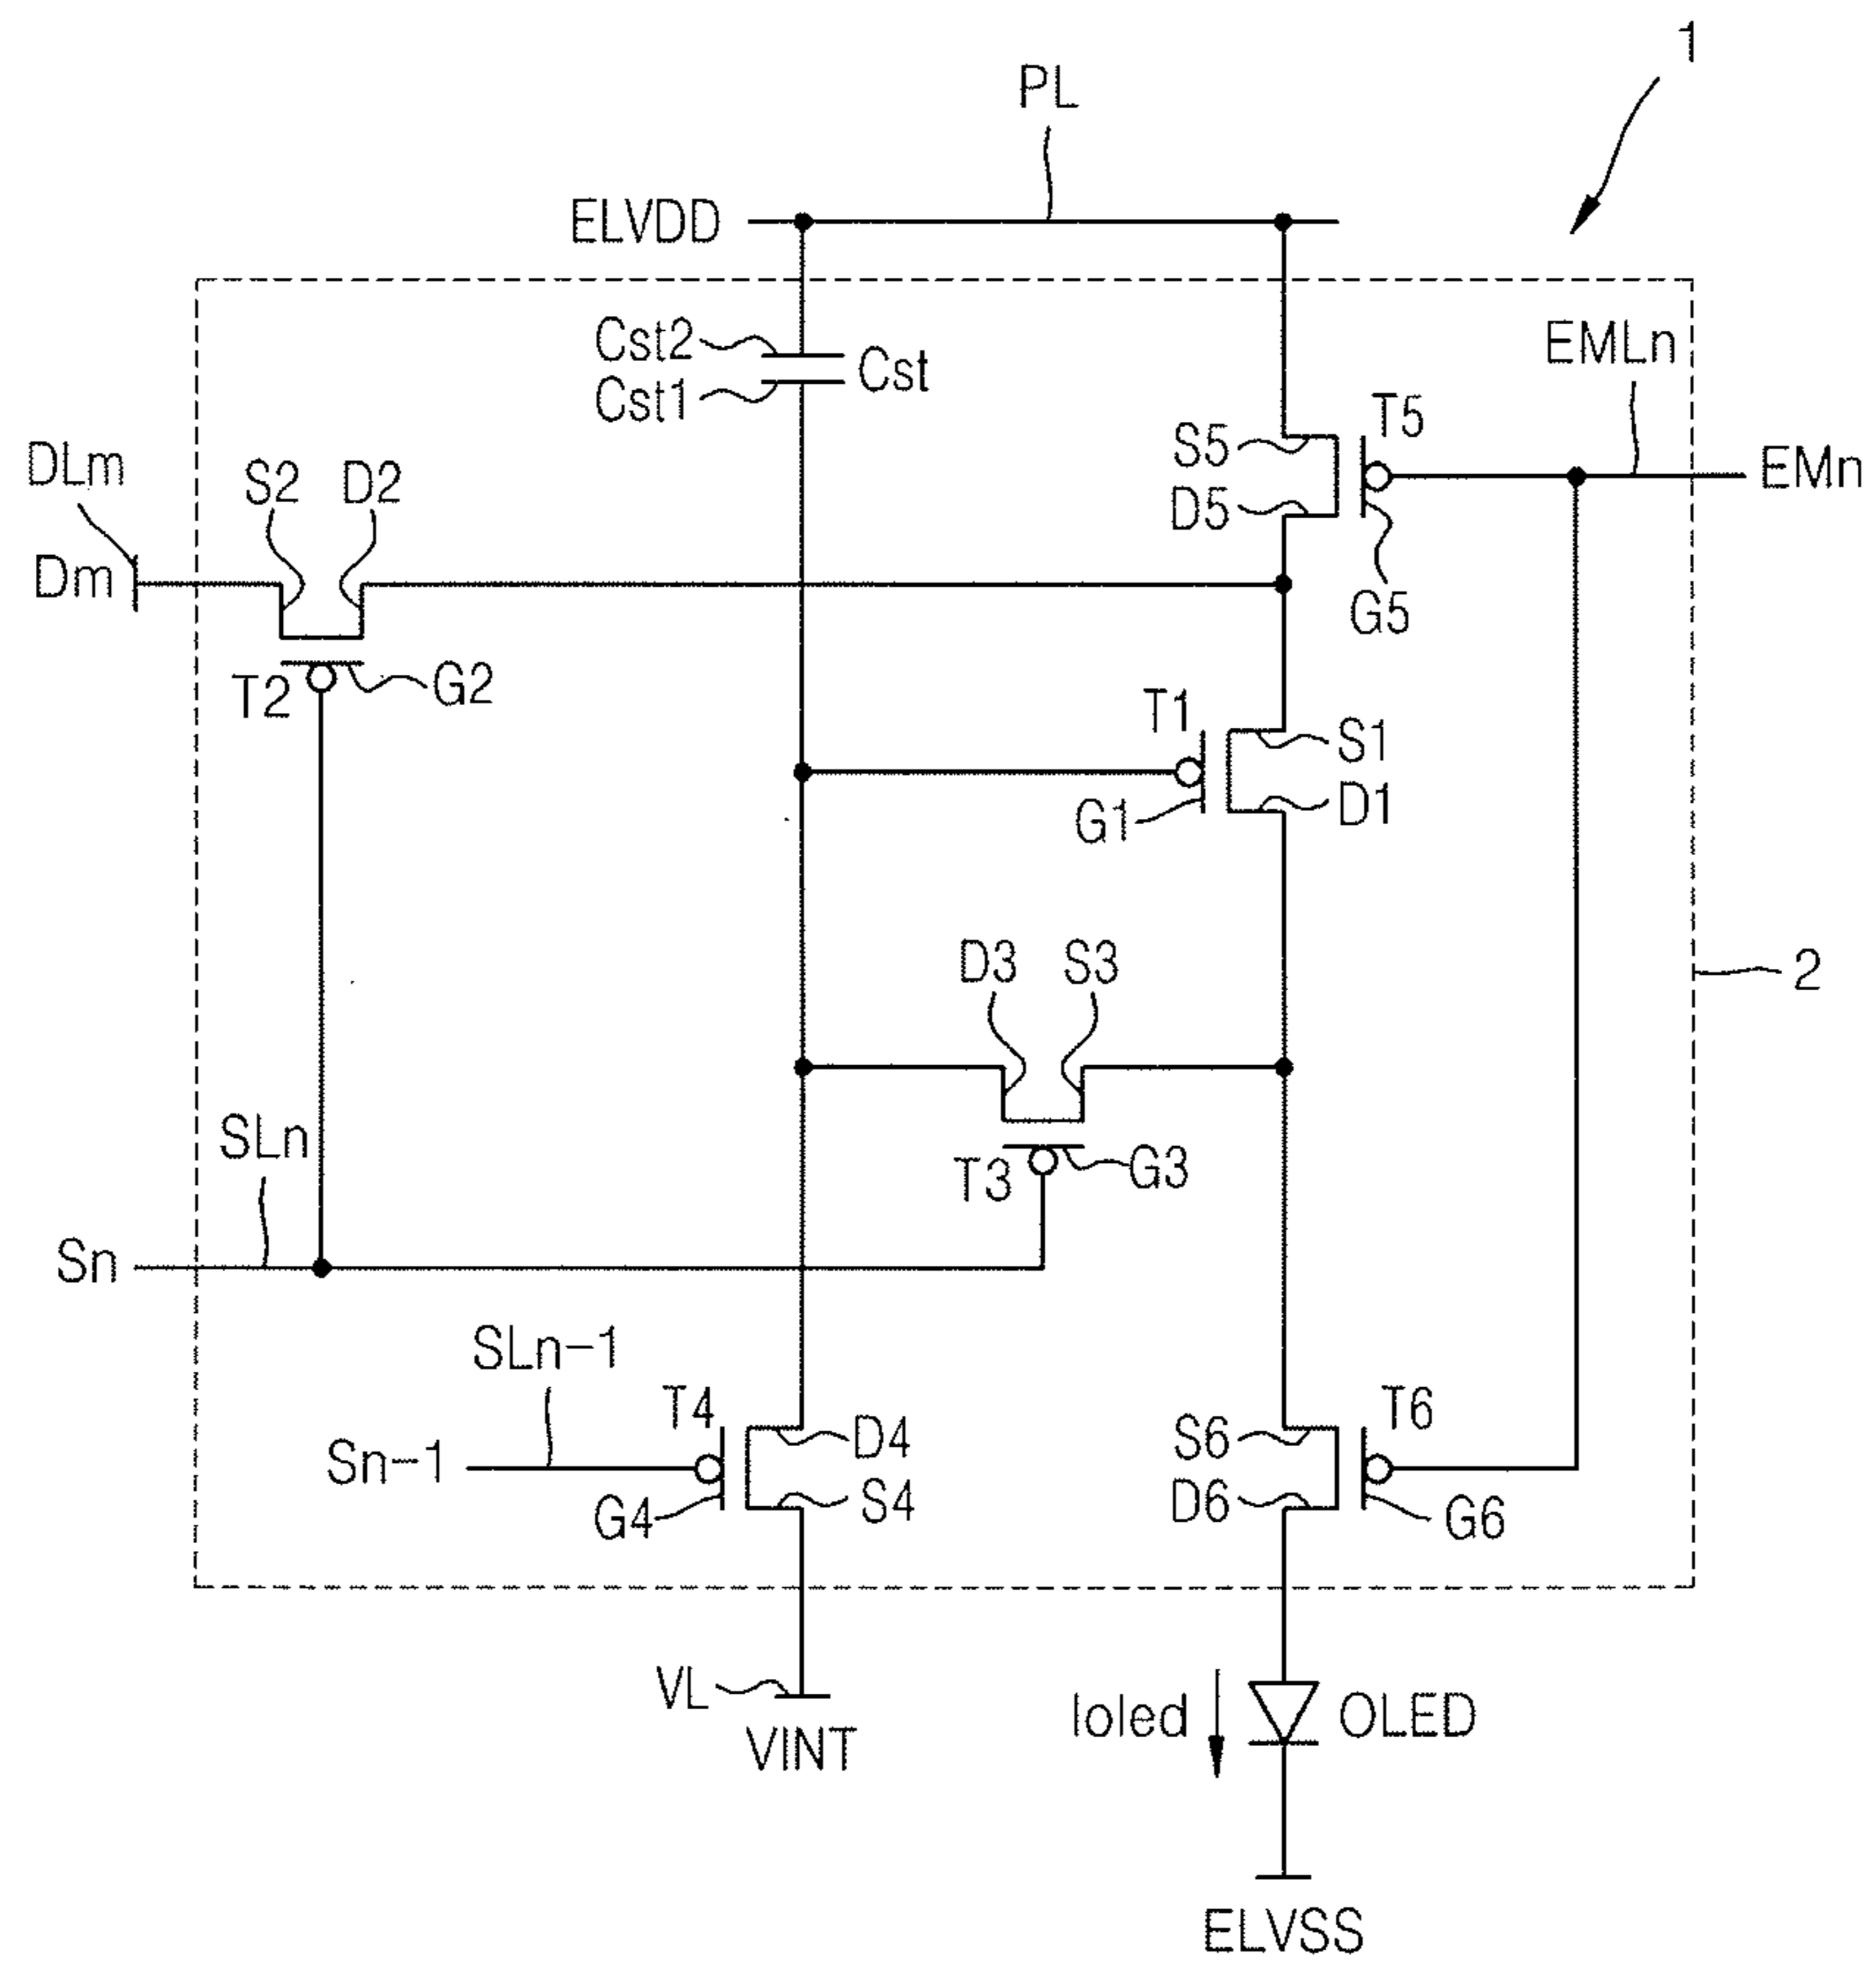 1
PL
ELVDD
Cst2
Cst1
Cst
EMLn
T5
S5
D5
EMn
DLm
S2
D2
Dm
G5
T2
G2
T1
S1
G1
D1
D3
S3
2
SLn
T3
G3
Sn
SLn-1
T4
D4
S6
T6
Sn-1
G4
S4
D6
G6
VL
VINT
Ioled
OLED
ELVSS